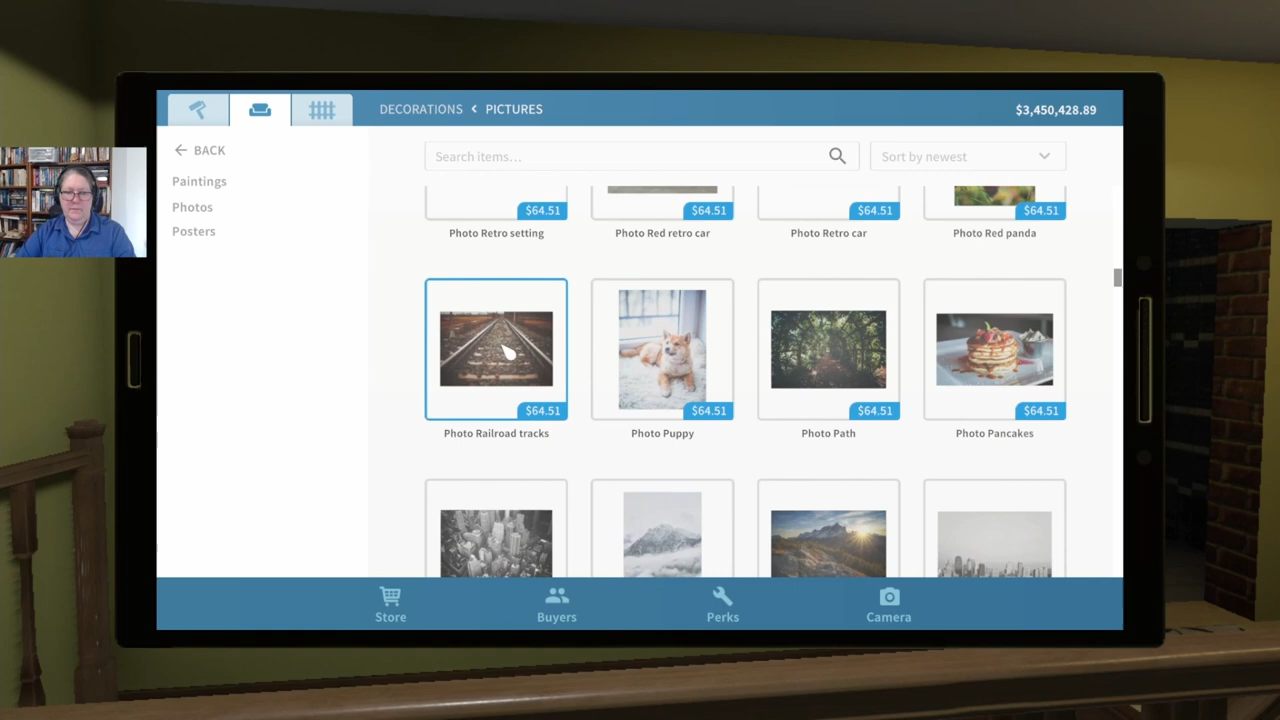 DECORATIONS < PICTURES
$3,450,428.89
BACK
Search items...
Sort by newest
Paintings
Photos
Posters
$64.51
$64.51
$64.51
$64.51
Photo Retro setting
Photo Red retro car
Photo Retro car
Photo Red panda
$64.51
$64.51
$64.51
$64.51
Photo Railroad tracks
Photo Puppy
Photo Path
Photo Pancakes
Store
Buyers
Perks
Camera